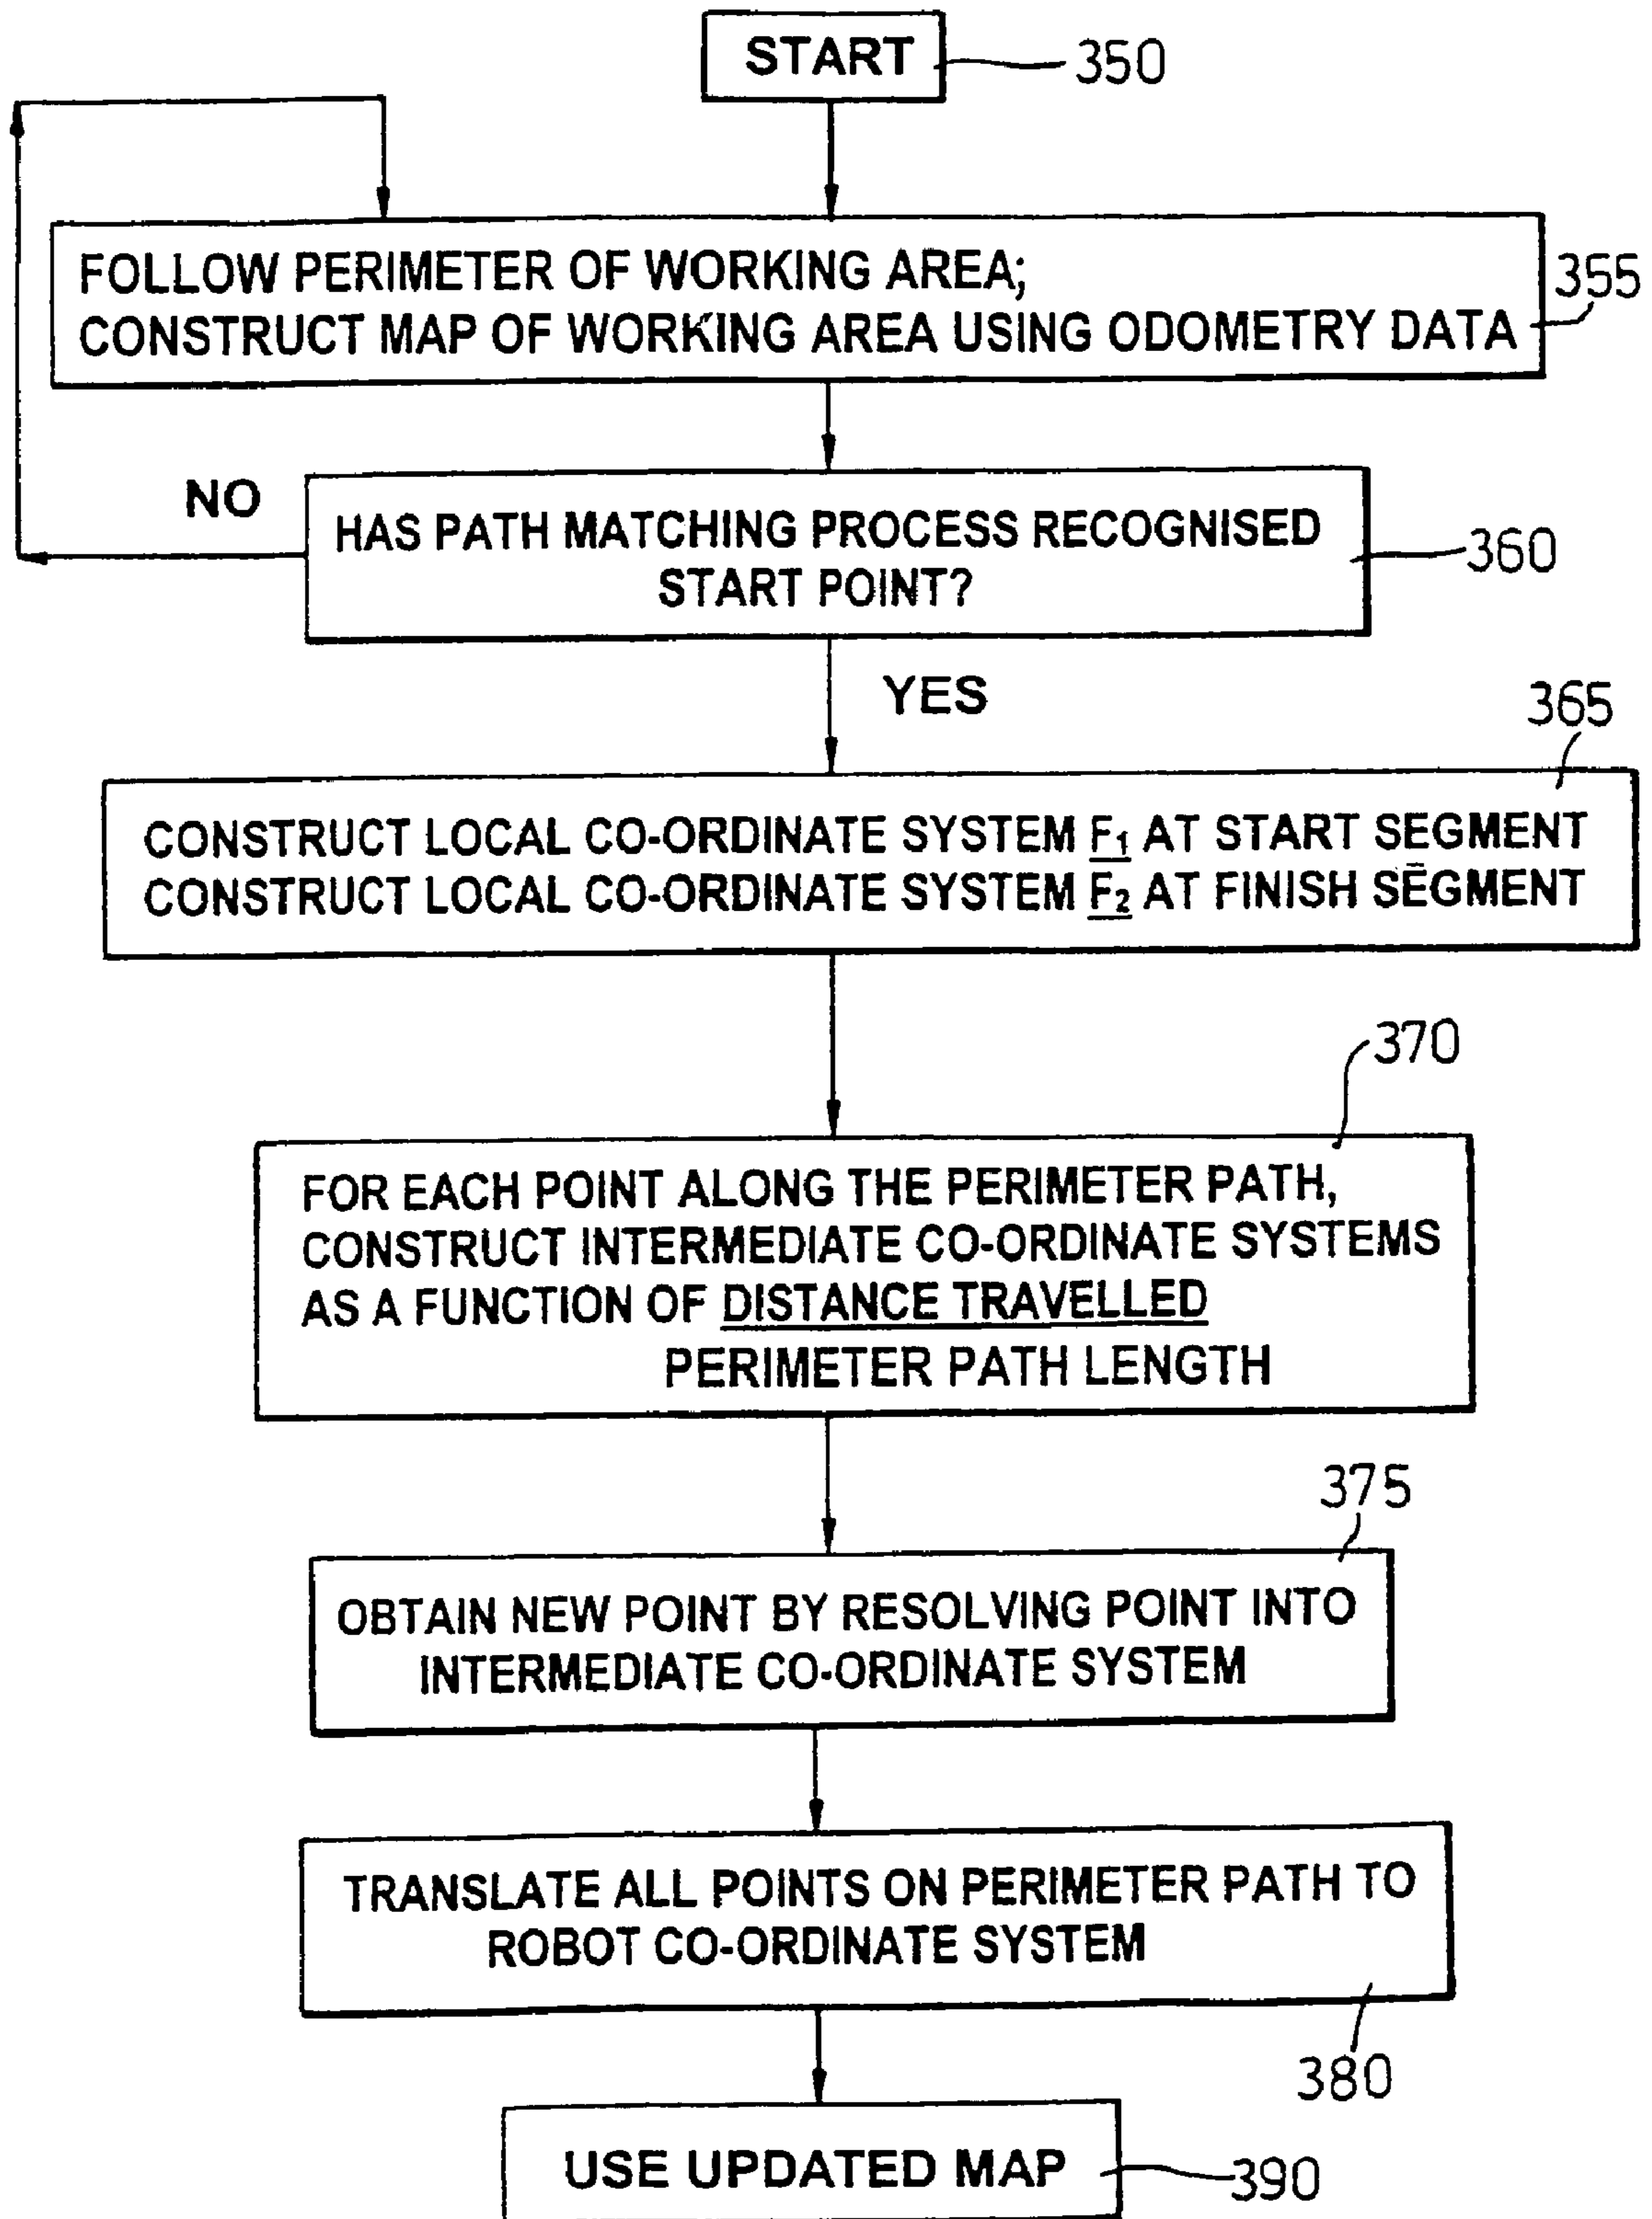 START
350
FOLLOW PERIMETER OF WORKING AREA;
CONSTRUCT MAP OF WORKING AREA USING ODOMETRY DATA
355
NO
HAS PATH MATCHING PROCESS RECOGNISED
START POINT?
360
YES
365
CONSTRUCT LOCAL CO-ORDINATE SYSTEM F₁ AT START SEGMENT
CONSTRUCT LOCAL CO-ORDINATE SYSTEM F₂ AT FINISH SEGMENT
370
FOR EACH POINT ALONG THE PERIMETER PATH,
CONSTRUCT INTERMEDIATE CO-ORDINATE SYSTEMS
AS A FUNCTION OF DISTANCE TRAVELLED
PERIMETER PATH LENGTH
375
OBTAIN NEW POINT BY RESOLVING POINT INTO
INTERMEDIATE CO-ORDINATE SYSTEM
TRANSLATE ALL POINTS ON PERIMETER PATH TO
ROBOT CO-ORDINATE SYSTEM
380
USE UPDATED MAP
390